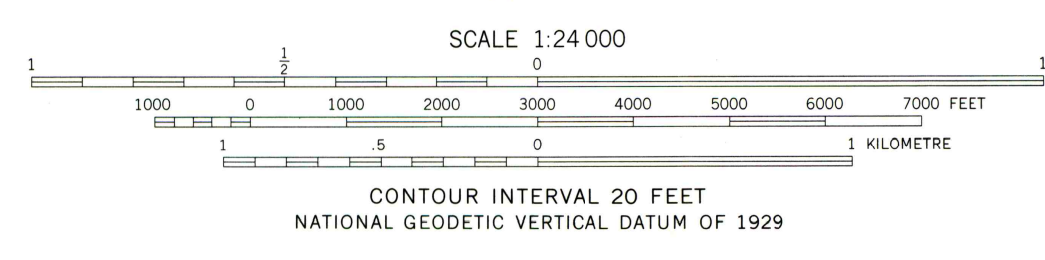 SCALE 1:24 000
1 1/2 0 1
1000 0 1000 2000 3000 4000 5000 6000 7000 FEET
1 .5 0 1 KILOMETRE
CONTOUR INTERVAL 20 FEET
NATIONAL GEODETIC VERTICAL DATUM OF 1929